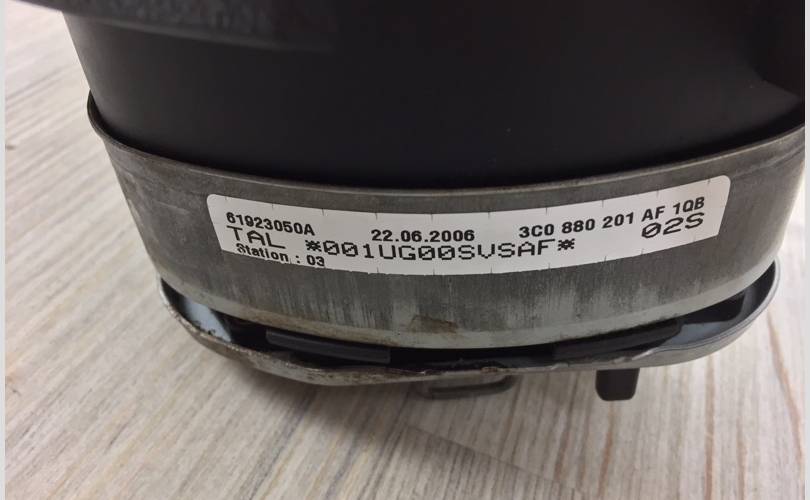 61923050A 22.06.2006 3C0 880 201 AF 1QB
TAL *001UG00SVSAF* 02S
Station : 03